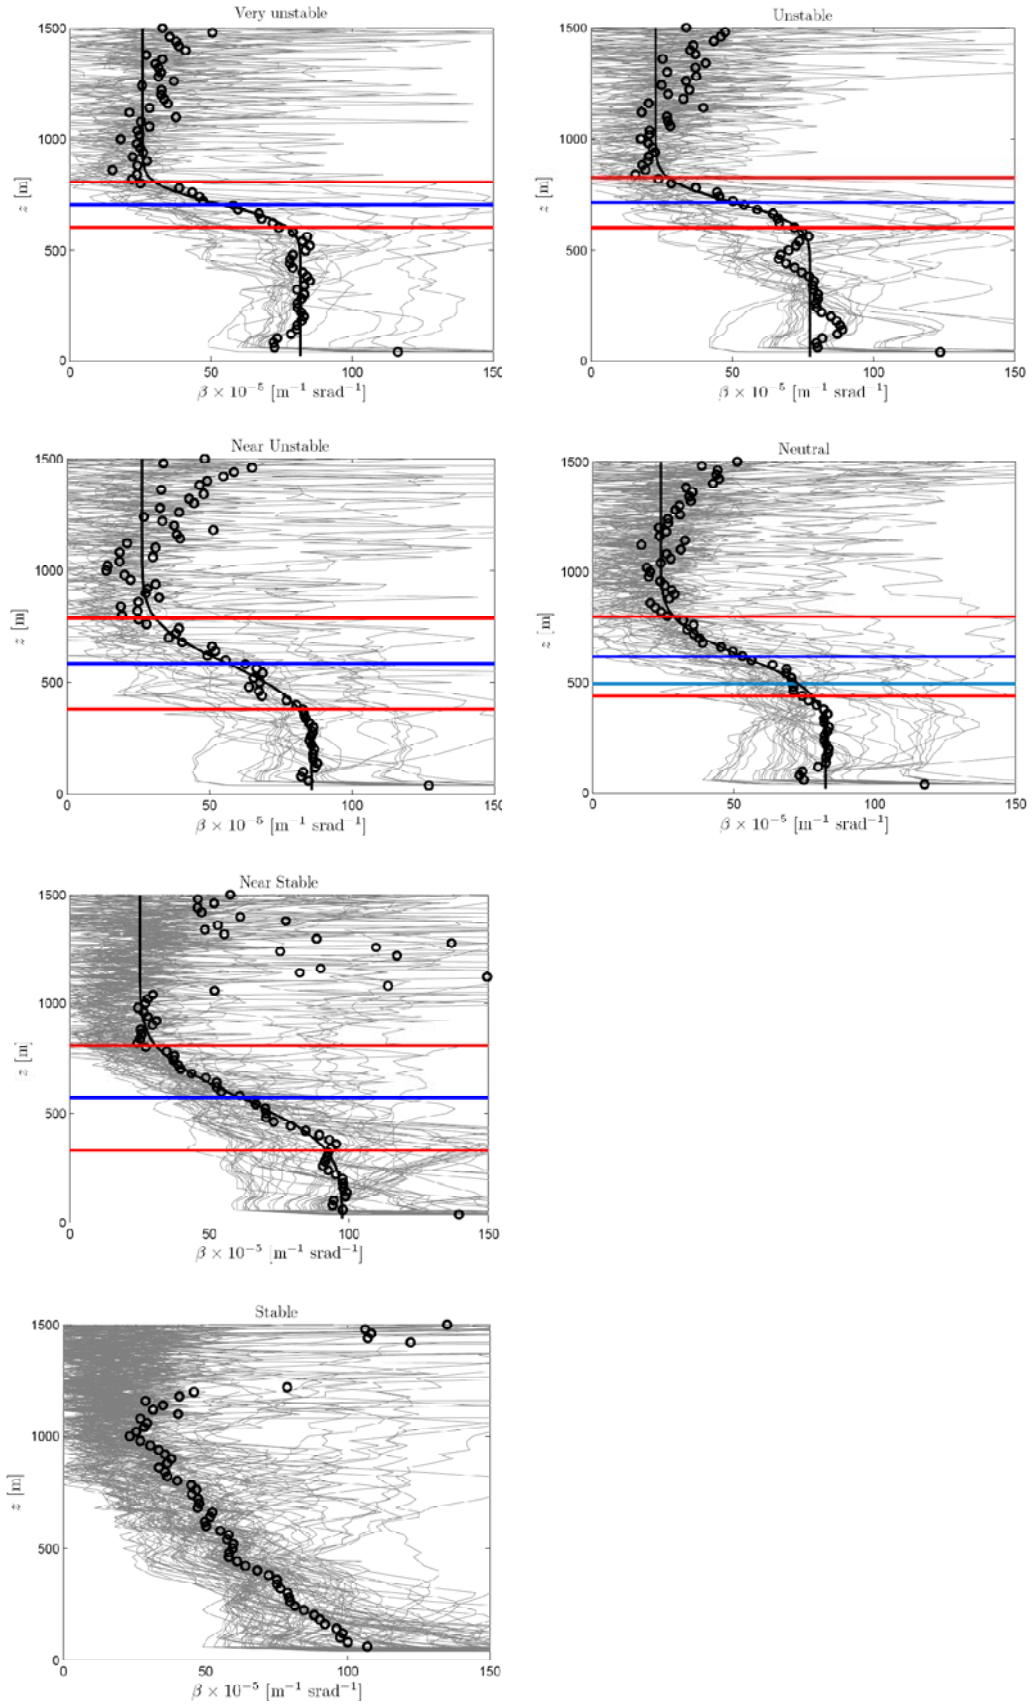 Very unstable
1500
1000
500
0
z [m]
0 50 100 150
β × 10⁻⁵ [m⁻¹ srad⁻¹]
Unstable
1500
1000
500
0
z [m]
0 50 100 150
β × 10⁻⁵ [m⁻¹ srad⁻¹]
Near Unstable
1500
1000
500
0
z [m]
0 50 100 150
β × 10⁻⁵ [m⁻¹ srad⁻¹]
Neutral
1500
1000
500
0
z [m]
0 50 100 150
β × 10⁻⁵ [m⁻¹ srad⁻¹]
Near Stable
1500
1000
500
0
z [m]
0 50 100 150
β × 10⁻⁵ [m⁻¹ srad⁻¹]
Stable
1500
1000
500
0
z [m]
0 50 100 150
β × 10⁻⁵ [m⁻¹ srad⁻¹]